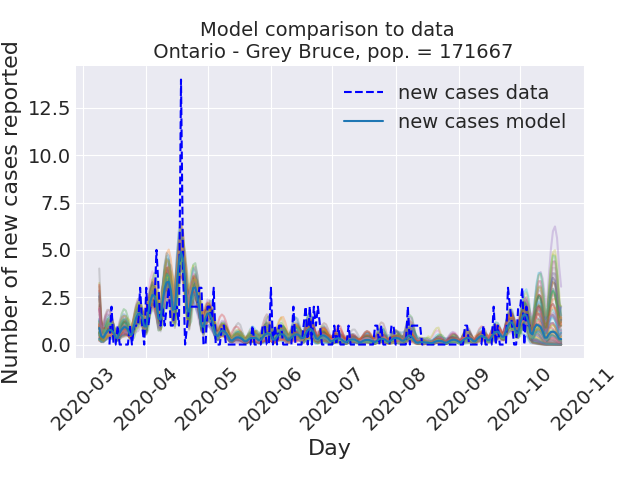 Model comparison to data
Ontario - Grey Bruce, pop. = 171667
new cases data
new cases model
Number of new cases reported
12.5
10.0
7.5
5.0
2.5
0.0
2020-03
2020-04
2020-05
2020-06
2020-07
2020-08
2020-09
2020-10
2020-11
Day